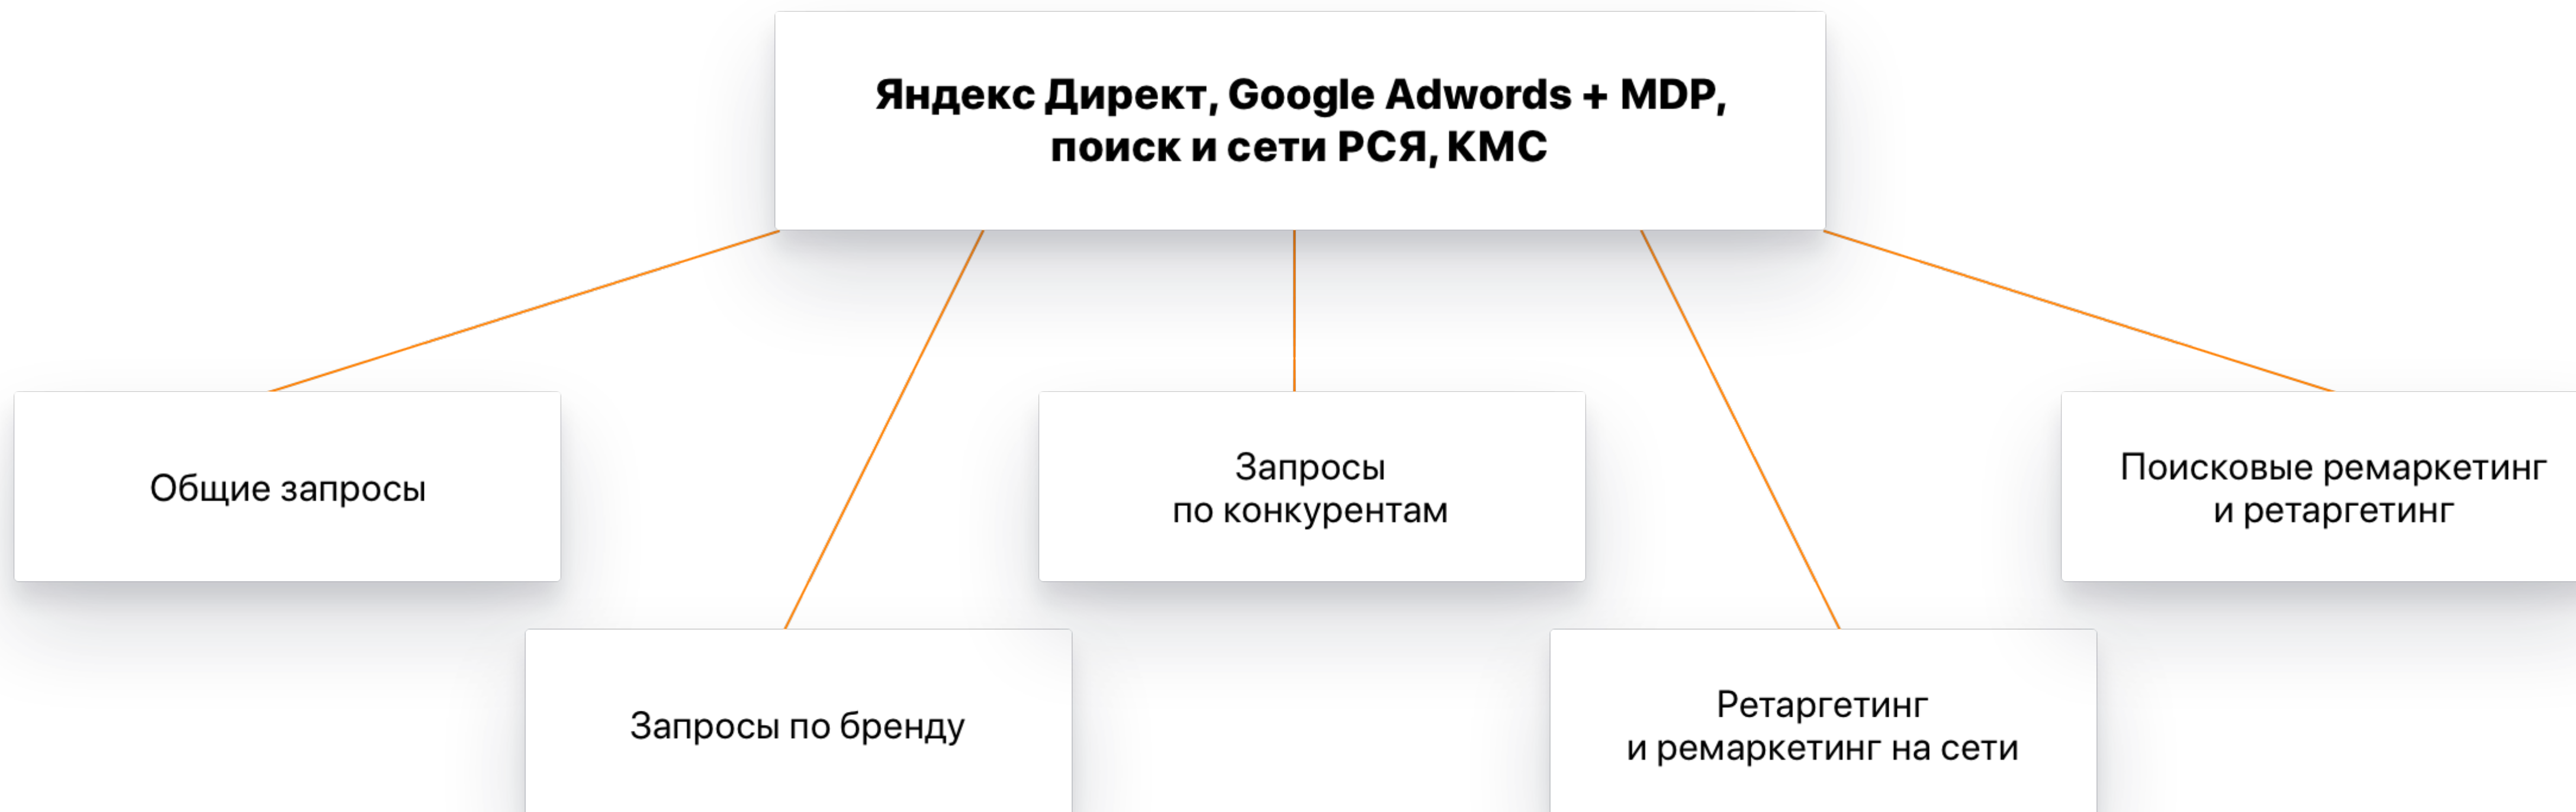 Яндекс Директ, Google Adwords + MDP,
поиск и сети РСЯ, КМС
Общие запросы
Запросы
по конкурентам
Поисковые ремаркетинг
и ретаргетинг
Запросы по бренду
Ретаргетинг
и ремаркетинг на сети